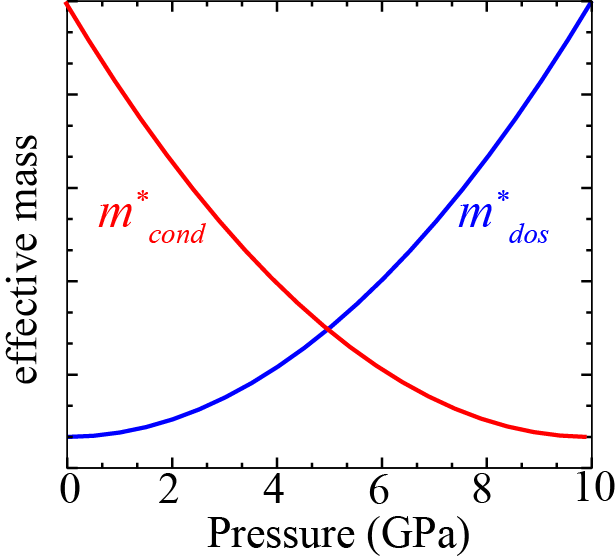 effective mass
m*cond
m*dos
0 2 4 6 8 10
Pressure (GPa)